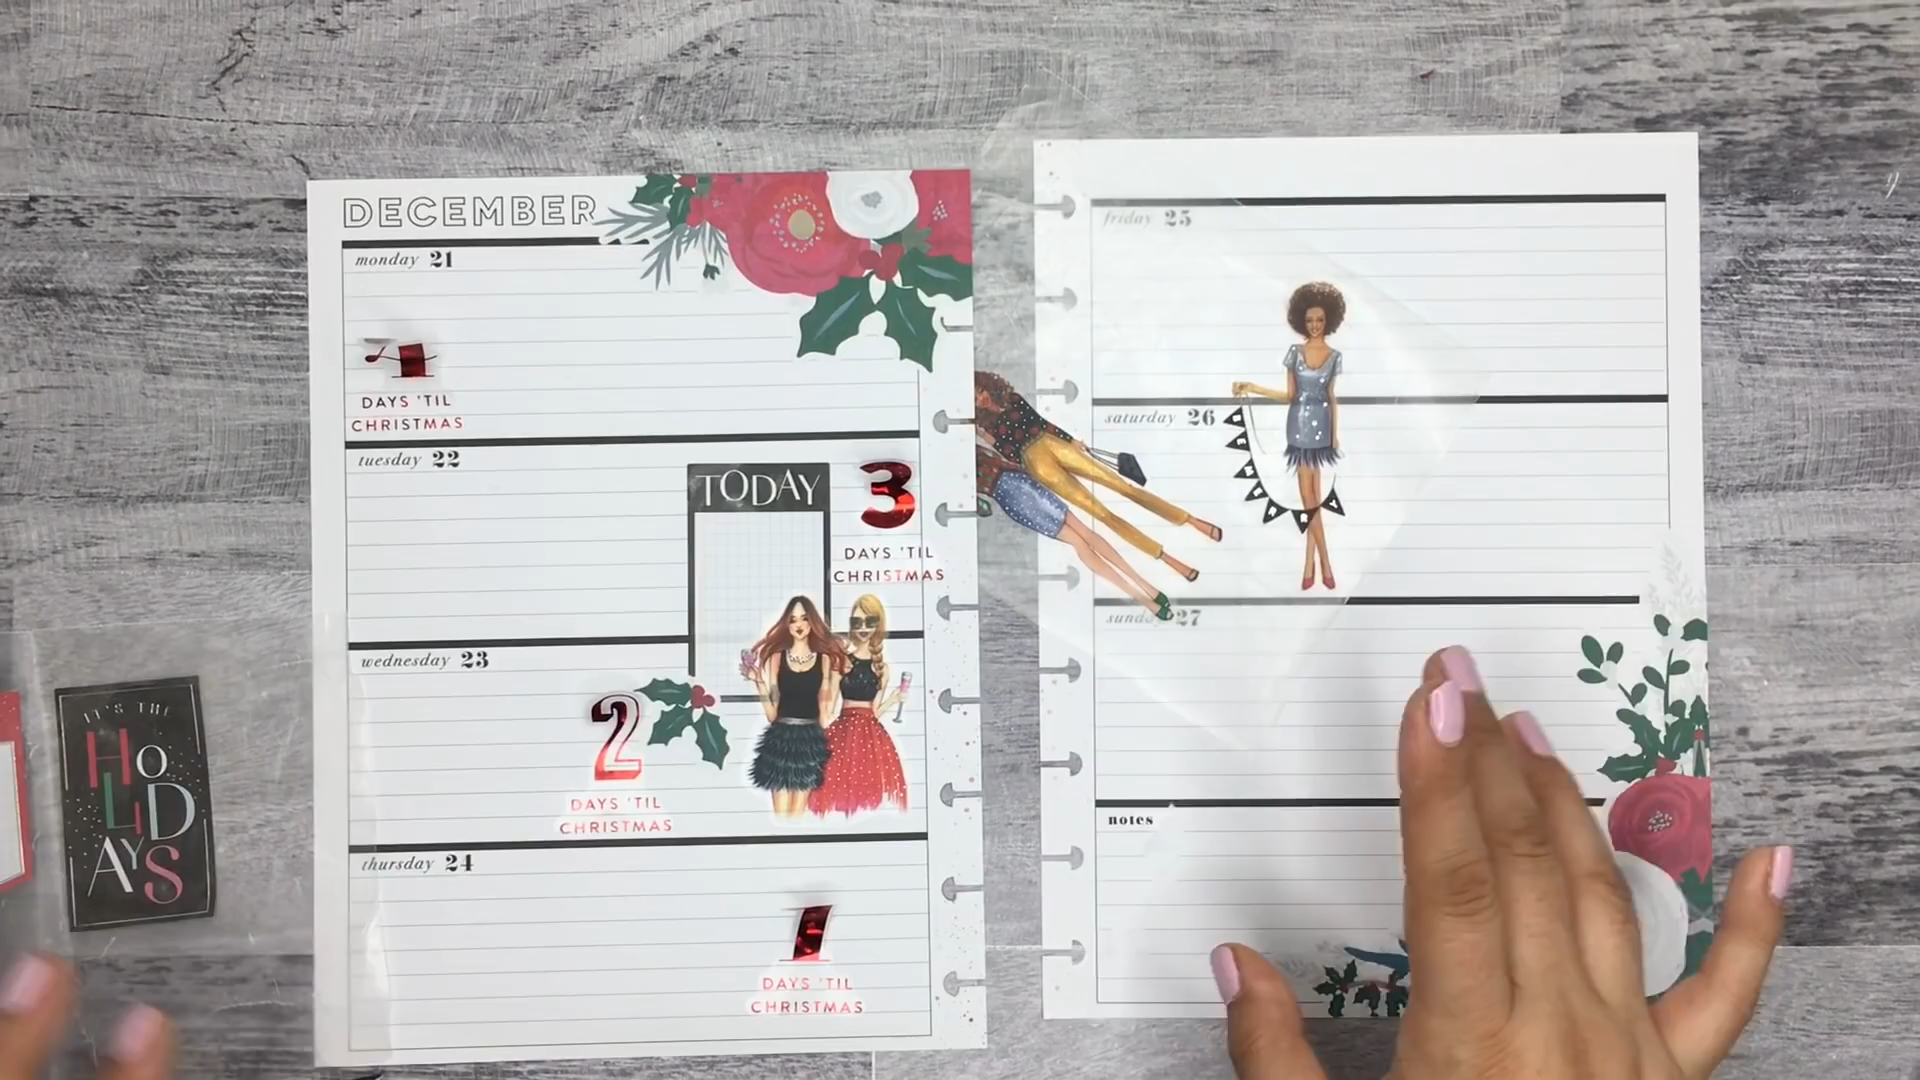 DECEMBER
monday 21
4
DAYS 'TIL
CHRISTMAS
tuesday 22
TODAY
3
DAYS 'TIL
CHRISTMAS
wednesday 23
2
DAYS 'TIL
CHRISTMAS
thursday 24
1
DAYS 'TIL
CHRISTMAS
friday 25
saturday 26
sunday 27
notes
IT'S THE
HOLIDAYS